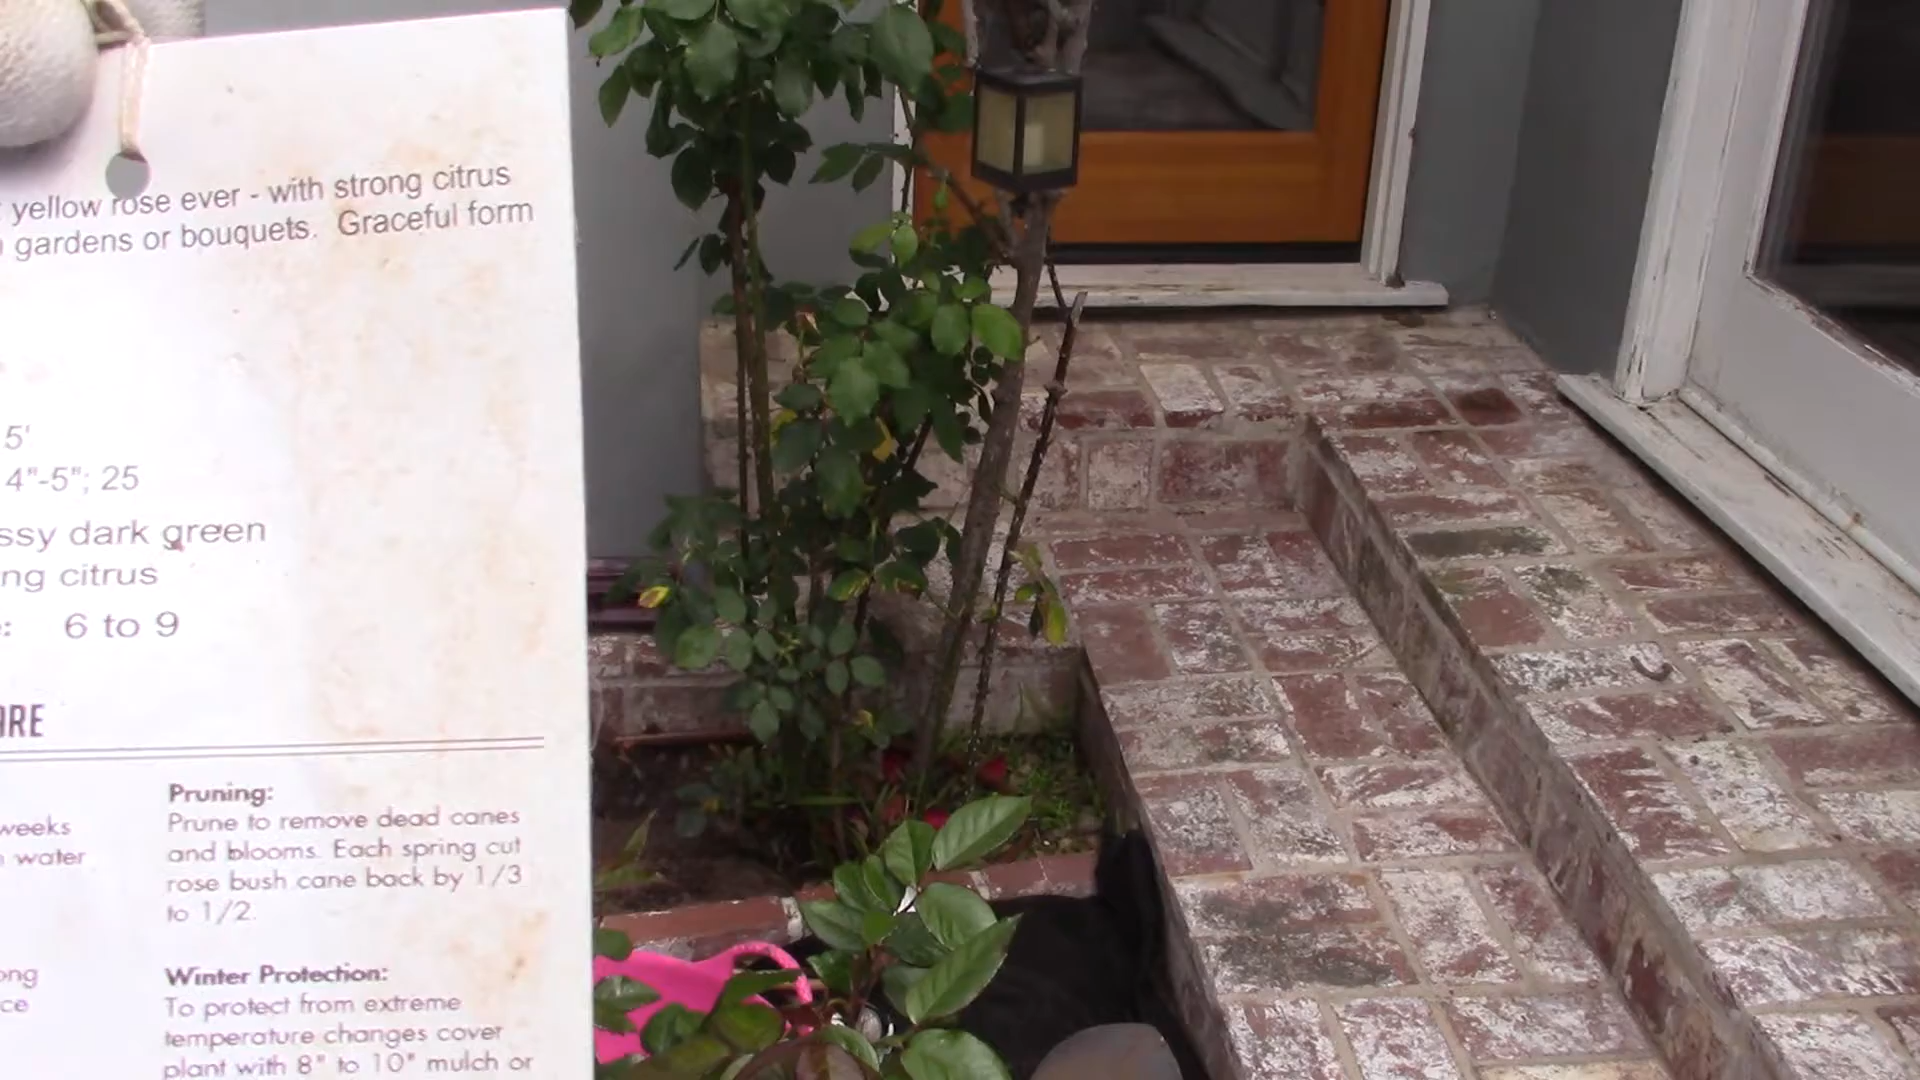 yellow rose ever - with strong citrus
gardens or bouquets. Graceful form
5'
4"-5"; 25
ssy dark green
ng citrus
: 6 to 9
ARE
Pruning:
Prune to remove dead canes
and blooms. Each spring cut
rose bush cane back by 1/3
to 1/2.
weeks
water
Winter Protection:
To protect from extreme
temperature changes cover
plant with 8" to 10" mulch or
ong
ce